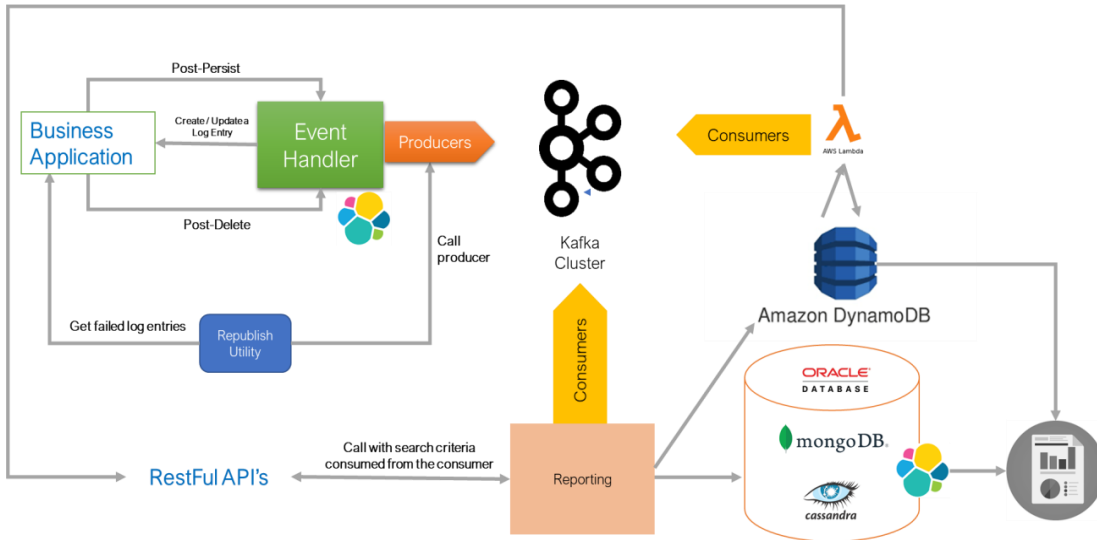 Post-Persist
Business
Application
Create / Update a
Log Entry
Event
Handler
Producers
Consumers
AWS Lambda
Post-Delete
Call
producer
Kafka
Cluster
Amazon DynamoDB
Get failed log entries
Republish
Utility
Consumers
ORACLE
DATABASE
mongoDB.
cassandra
Call with search criteria
consumed from the consumer
RestFul API's
Reporting